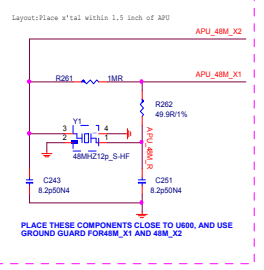 Layout:Place x'tal within 1.5 inch of APU
APU_48M_X2
APU_48M_X1
R261 1MR
R262
49.9R/1%
Y1
3 4
2 1
48MHZ12p_S-HF
APU_48M_R
C243
8.2p50N4
C251
8.2p50N4
PLACE THESE COMPONENTS CLOSE TO U600, AND USE
GROUND GUARD FOR48M_X1 AND 48M_X2